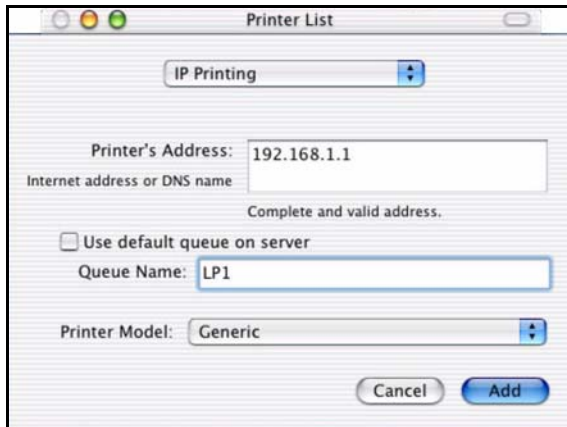 Printer List
IP Printing
Printer's Address: 192.168.1.1
Internet address or DNS name
Complete and valid address.
Use default queue on server
Queue Name: LP1
Printer Model: Generic
Cancel Add